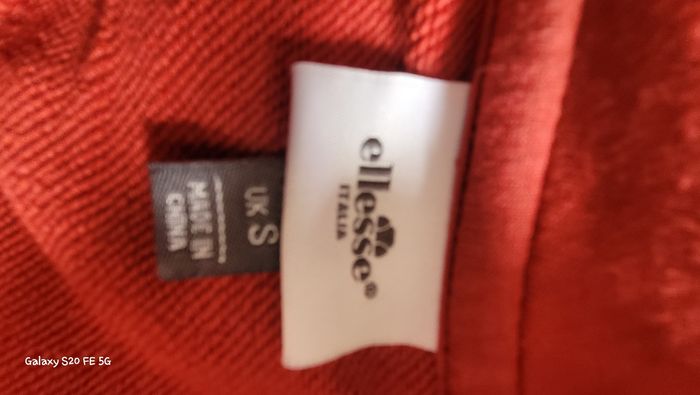 ellesse®
ITALIA
UK S
MADE IN
CHINA
Galaxy S20 FE 5G